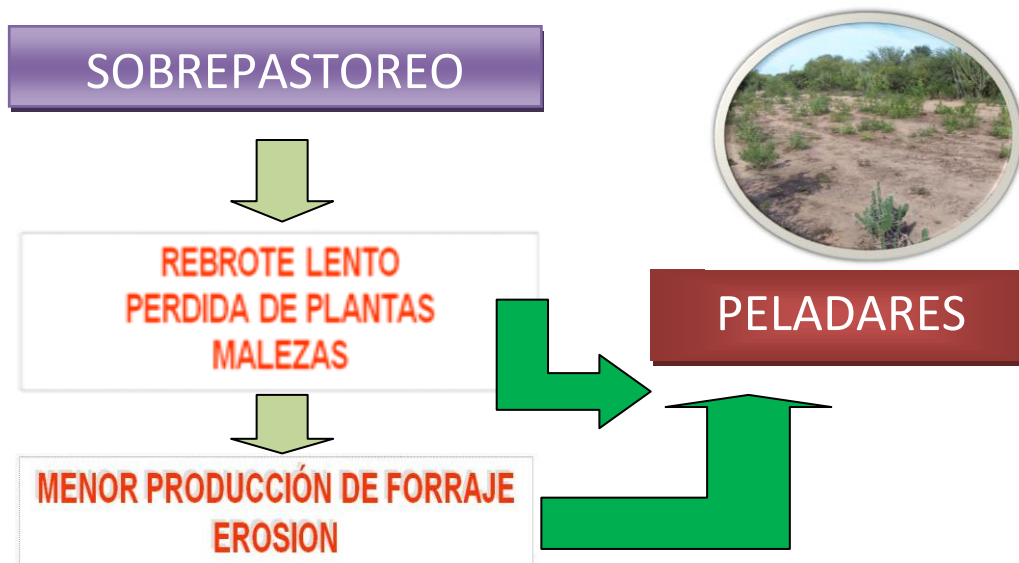 SOBREPASTOREO
REBROTE LENTO
PERDIDA DE PLANTAS
MALEZAS
PELADARES
MENOR PRODUCCIÓN DE FORRAJE
EROSION